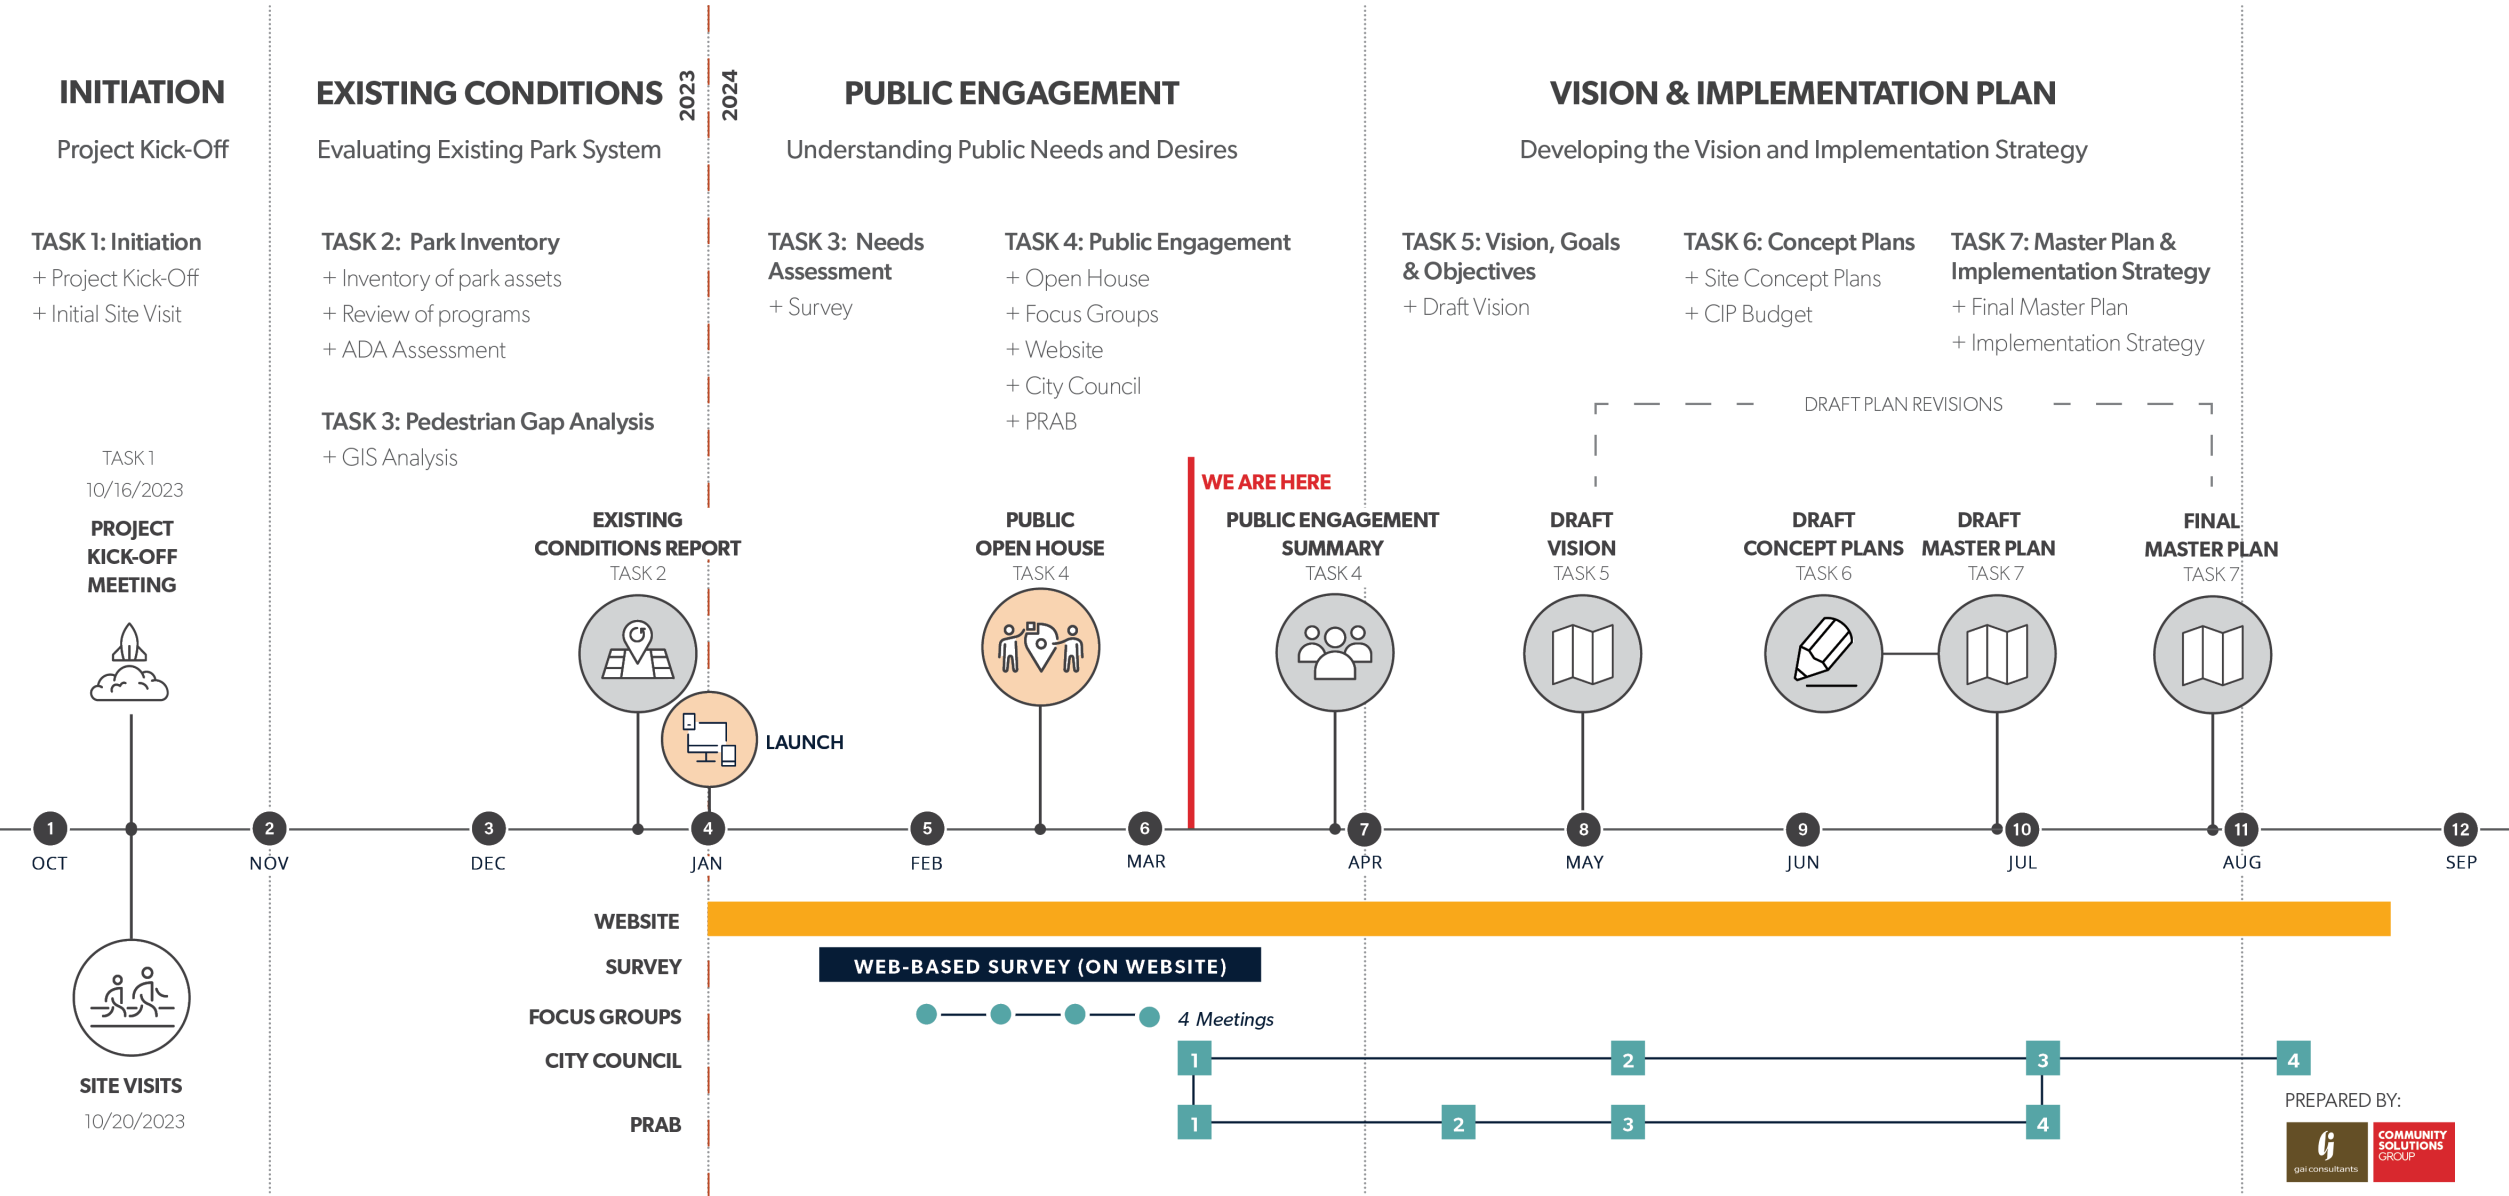 INITIATION
Project Kick-Off
EXISTING CONDITIONS
Evaluating Existing Park System
2023
2024
PUBLIC ENGAGEMENT
Understanding Public Needs and Desires
VISION & IMPLEMENTATION PLAN
Developing the Vision and Implementation Strategy
TASK 1: Initiation
+ Project Kick-Off
+ Initial Site Visit
TASK 2: Park Inventory
+ Inventory of park assets
+ Review of programs
+ ADA Assessment
TASK 3: Pedestrian Gap Analysis
+ GIS Analysis
TASK 3: Needs
Assessment
+ Survey
TASK 4: Public Engagement
+ Open House
+ Focus Groups
+ Website
+ City Council
+ PRAB
TASK 5: Vision, Goals
& Objectives
+ Draft Vision
TASK 6: Concept Plans
+ Site Concept Plans
+ CIP Budget
TASK 7: Master Plan &
Implementation Strategy
+ Final Master Plan
+ Implementation Strategy
DRAFT PLAN REVISIONS
TASK 1
10/16/2023
PROJECT
KICK-OFF
MEETING
EXISTING
CONDITIONS REPORT
TASK 2
LAUNCH
PUBLIC
OPEN HOUSE
TASK 4
WE ARE HERE
PUBLIC ENGAGEMENT
SUMMARY
TASK 4
DRAFT
VISION
TASK 5
DRAFT
CONCEPT PLANS
TASK 6
DRAFT
MASTER PLAN
TASK 7
FINAL
MASTER PLAN
TASK 7
1 2 3 4 5 6 7 8 9 10 11 12
OCT NOV DEC JAN FEB MAR APR MAY JUN JUL AUG SEP
SITE VISITS
10/20/2023
WEBSITE
SURVEY
WEB-BASED SURVEY (ON WEBSITE)
FOCUS GROUPS
4 Meetings
CITY COUNCIL
1 2 3 4
PRAB
1 2 3 4
PREPARED BY:
gai consultants
COMMUNITY
SOLUTIONS
GROUP